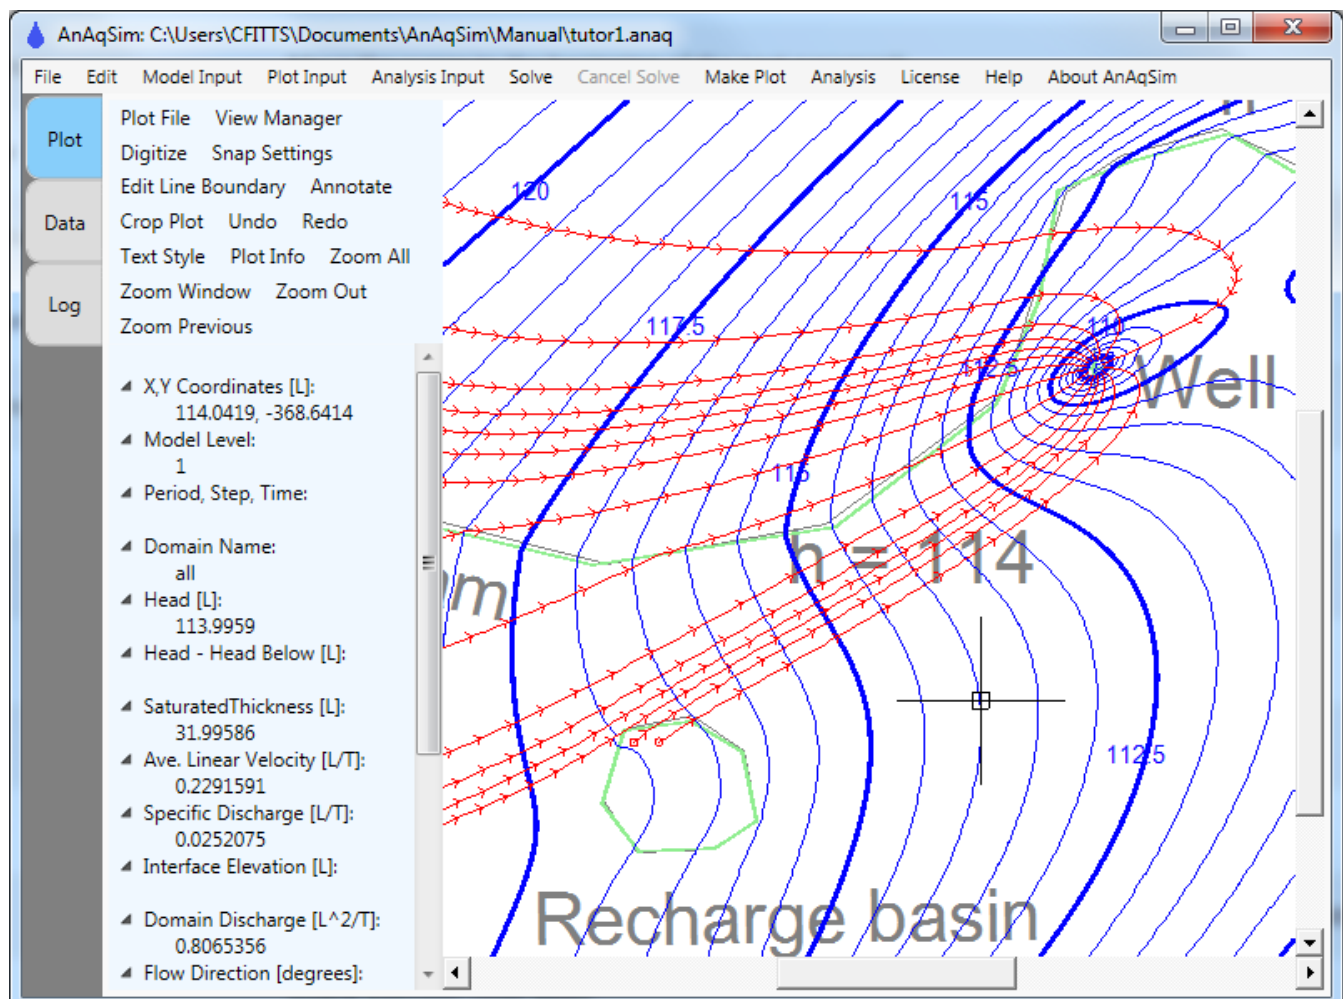 AnAqSim: C:\Users\CFITTS\Documents\AnAqSim\Manual\tutor1.anaq
File Edit Model Input Plot Input Analysis Input Solve Cancel Solve Make Plot Analysis License Help About AnAqSim
Plot
Data
Log
Plot File View Manager
Digitize Snap Settings
Edit Line Boundary Annotate
Crop Plot Undo Redo
Text Style Plot Info Zoom All
Zoom Window Zoom Out
Zoom Previous
X,Y Coordinates [L]:
114.0419, -368.6414
Model Level:
1
Period, Step, Time:
Domain Name:
all
Head [L]:
113.9959
Head - Head Below [L]:
SaturatedThickness [L]:
31.99586
Ave. Linear Velocity [L/T]:
0.2291591
Specific Discharge [L/T]:
0.0252075
Interface Elevation [L]:
Domain Discharge [L^2/T]:
0.8065356
Flow Direction [degrees]:
120
115
117.5
110
112.5
Well
115
h = 114
m
112.5
Recharge basin